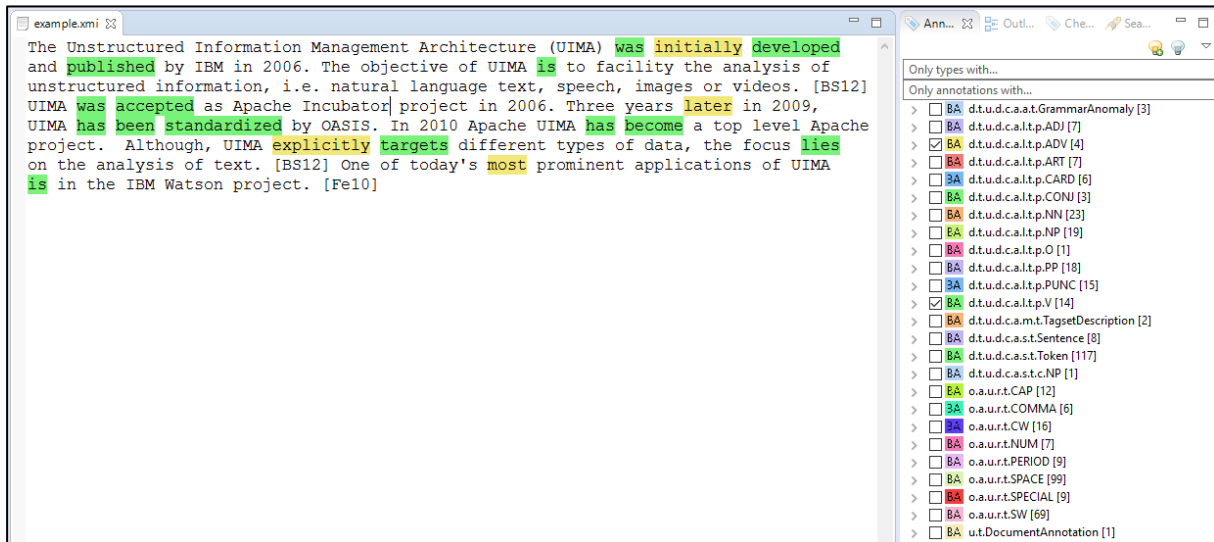 example.xmi
The Unstructured Information Management Architecture (UIMA) was initially developed
and published by IBM in 2006. The objective of UIMA is to facility the analysis of
unstructured information, i.e. natural language text, speech, images or videos. [BS12]
UIMA was accepted as Apache Incubator project in 2006. Three years later in 2009,
UIMA has been standardized by OASIS. In 2010 Apache UIMA has become a top level Apache
project.  Although, UIMA explicitly targets different types of data, the focus lies
on the analysis of text. [BS12] One of today's most prominent applications of UIMA
is in the IBM Watson project. [Fe10]
Ann... Outl... Che... Sea...
Only types with...
Only annotations with...
BA d.t.u.d.c.a.a.t.GrammarAnomaly [3]
BA d.t.u.d.c.a.l.t.p.ADJ [7]
BA d.t.u.d.c.a.l.t.p.ADV [4]
BA d.t.u.d.c.a.l.t.p.ART [7]
BA d.t.u.d.c.a.l.t.p.CARD [6]
BA d.t.u.d.c.a.l.t.p.CONJ [3]
BA d.t.u.d.c.a.l.t.p.NN [23]
BA d.t.u.d.c.a.l.t.p.NP [19]
BA d.t.u.d.c.a.l.t.p.O [1]
BA d.t.u.d.c.a.l.t.p.PP [18]
BA d.t.u.d.c.a.l.t.p.PUNC [15]
BA d.t.u.d.c.a.l.t.p.V [14]
BA d.t.u.d.c.a.m.t.TagsetDescription [2]
BA d.t.u.d.c.a.s.t.Sentence [8]
BA d.t.u.d.c.a.s.t.Token [117]
BA d.t.u.d.c.a.s.t.c.NP [1]
BA o.a.u.r.t.CAP [12]
BA o.a.u.r.t.COMMA [6]
BA o.a.u.r.t.CW [16]
BA o.a.u.r.t.NUM [7]
BA o.a.u.r.t.PERIOD [9]
BA o.a.u.r.t.SPACE [99]
BA o.a.u.r.t.SPECIAL [9]
BA o.a.u.r.t.SW [69]
BA u.t.DocumentAnnotation [1]